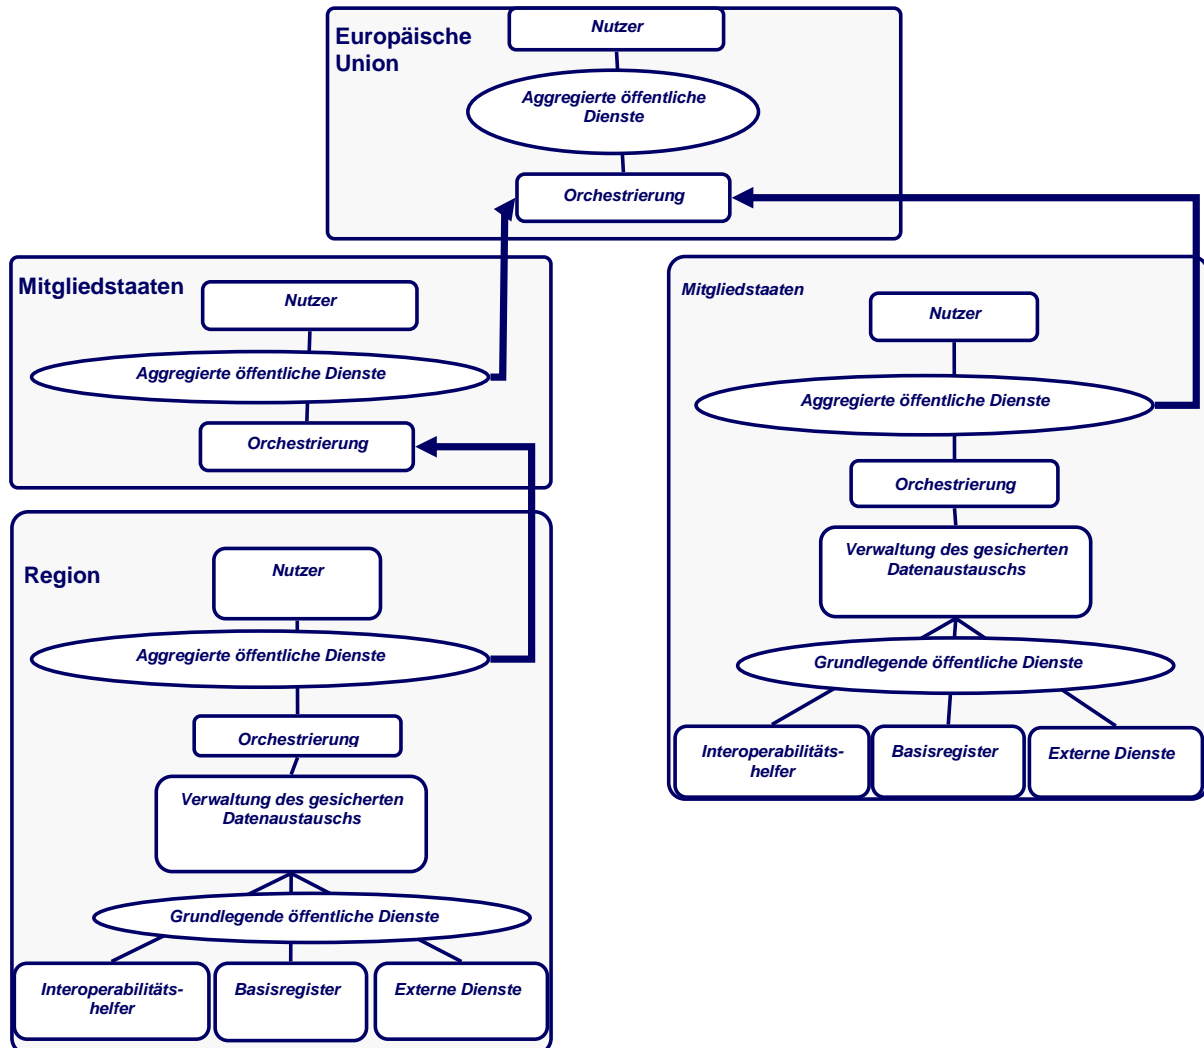 Europäische
Union
Nutzer
Aggregierte öffentliche
Dienste
Orchestrierung
Mitgliedstaaten
Nutzer
Aggregierte öffentliche Dienste
Orchestrierung
Region
Nutzer
Aggregierte öffentliche Dienste
Orchestrierung
Verwaltung des gesicherten
Datenaustauschs
Grundlegende öffentliche Dienste
Interoperabilitäts-
helfer
Basisregister
Externe Dienste
Mitgliedstaaten
Nutzer
Aggregierte öffentliche Dienste
Orchestrierung
Verwaltung des gesicherten
Datenaustauschs
Grundlegende öffentliche Dienste
Interoperabilitäts-
helfer
Basisregister
Externe Dienste